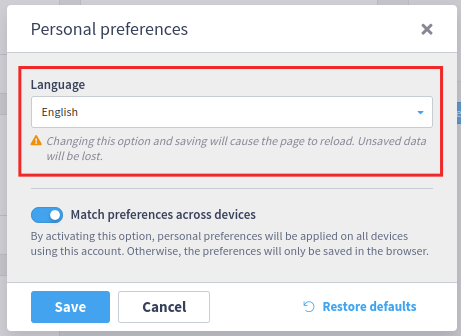 Personal preferences
Language
English
Changing this option and saving will cause the page to reload. Unsaved data
will be lost.
Match preferences across devices
By activating this option, personal preferences will be applied on all devices
using this account. Otherwise, the preferences will only be saved in the browser.
Save
Cancel
Restore defaults